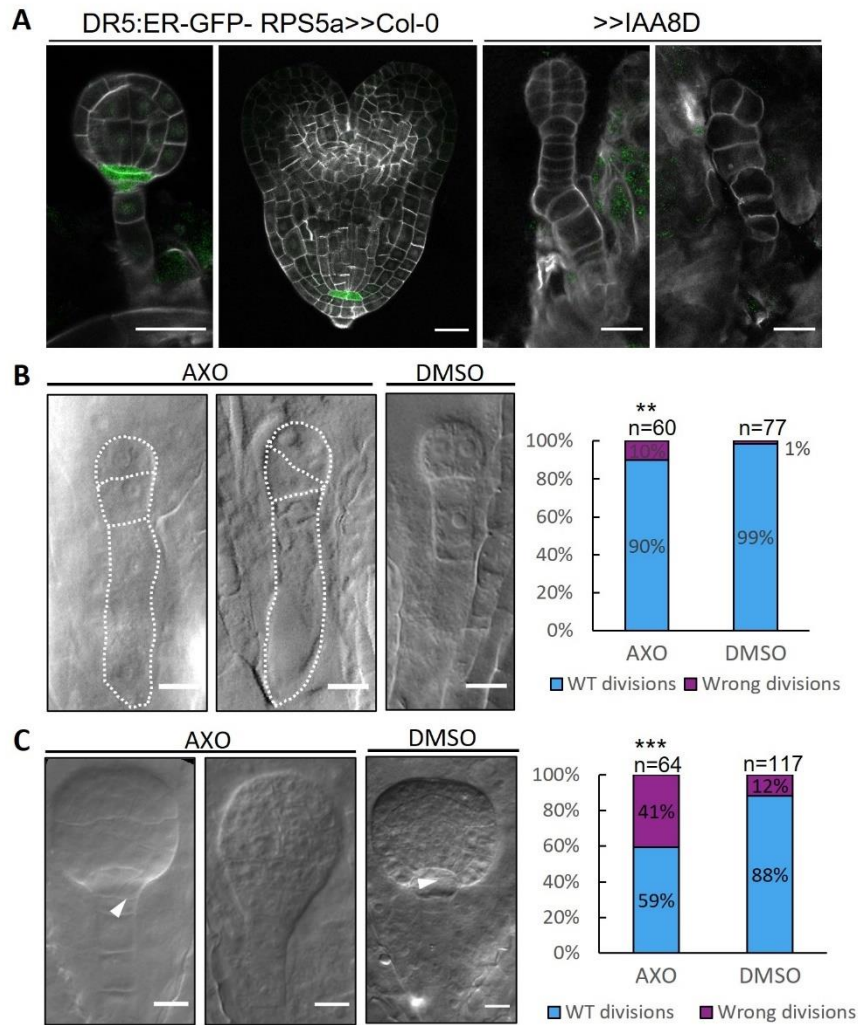 A
DR5:ER-GFP- RPS5a>>Col-0
>>IAA8D
B
AXO
DMSO
**
n=60
n=77
100%
80%
60%
40%
20%
0%
10%
1%
90%
99%
AXO
DMSO
WT divisions
Wrong divisions
C
AXO
DMSO
***
n=64
n=117
100%
80%
60%
40%
20%
0%
41%
12%
59%
88%
AXO
DMSO
WT divisions
Wrong divisions